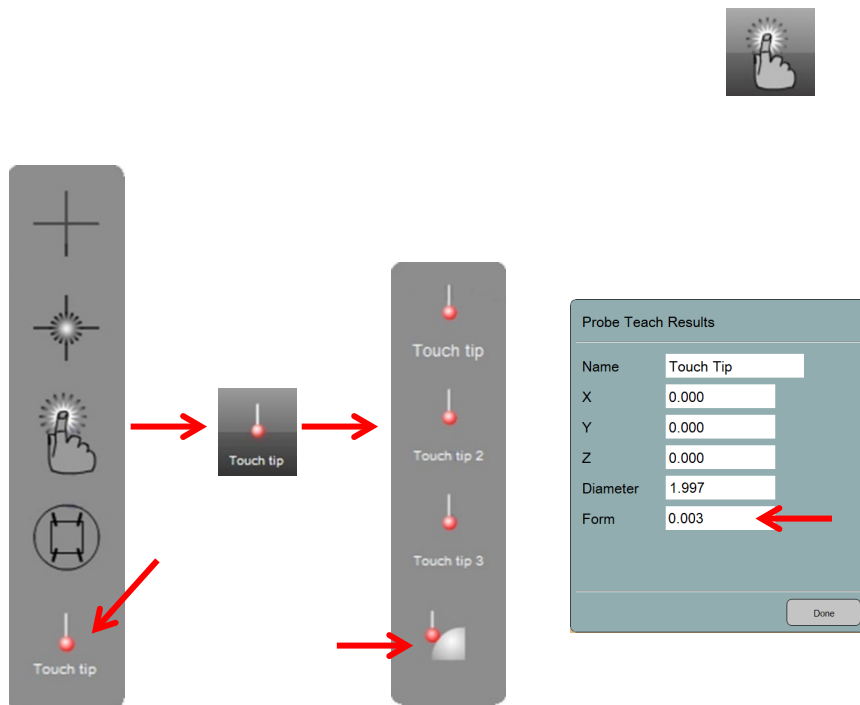 Touch tip
Touch tip
Touch tip
Touch tip 2
Touch tip 3
Probe Teach Results
Name Touch Tip
X 0.000
Y 0.000
Z 0.000
Diameter 1.997
Form 0.003
Done